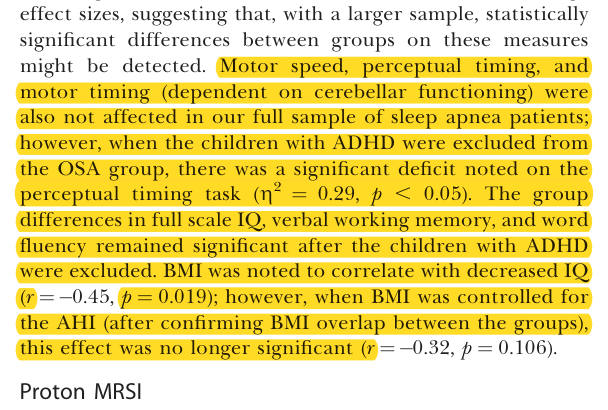 effect sizes, suggesting that, with a larger sample, statistically
significant differences between groups on these measures
might be detected. Motor speed, perceptual timing, and
motor timing (dependent on cerebellar functioning) were
also not affected in our full sample of sleep apnea patients;
however, when the children with ADHD were excluded from
the OSA group, there was a significant deficit noted on the
perceptual timing task (η² = 0.29, p < 0.05). The group
differences in full scale IQ, verbal working memory, and word
fluency remained significant after the children with ADHD
were excluded. BMI was noted to correlate with decreased IQ
(r = −0.45, p = 0.019); however, when BMI was controlled for
the AHI (after confirming BMI overlap between the groups),
this effect was no longer significant (r = −0.32, p = 0.106).
Proton MRSI